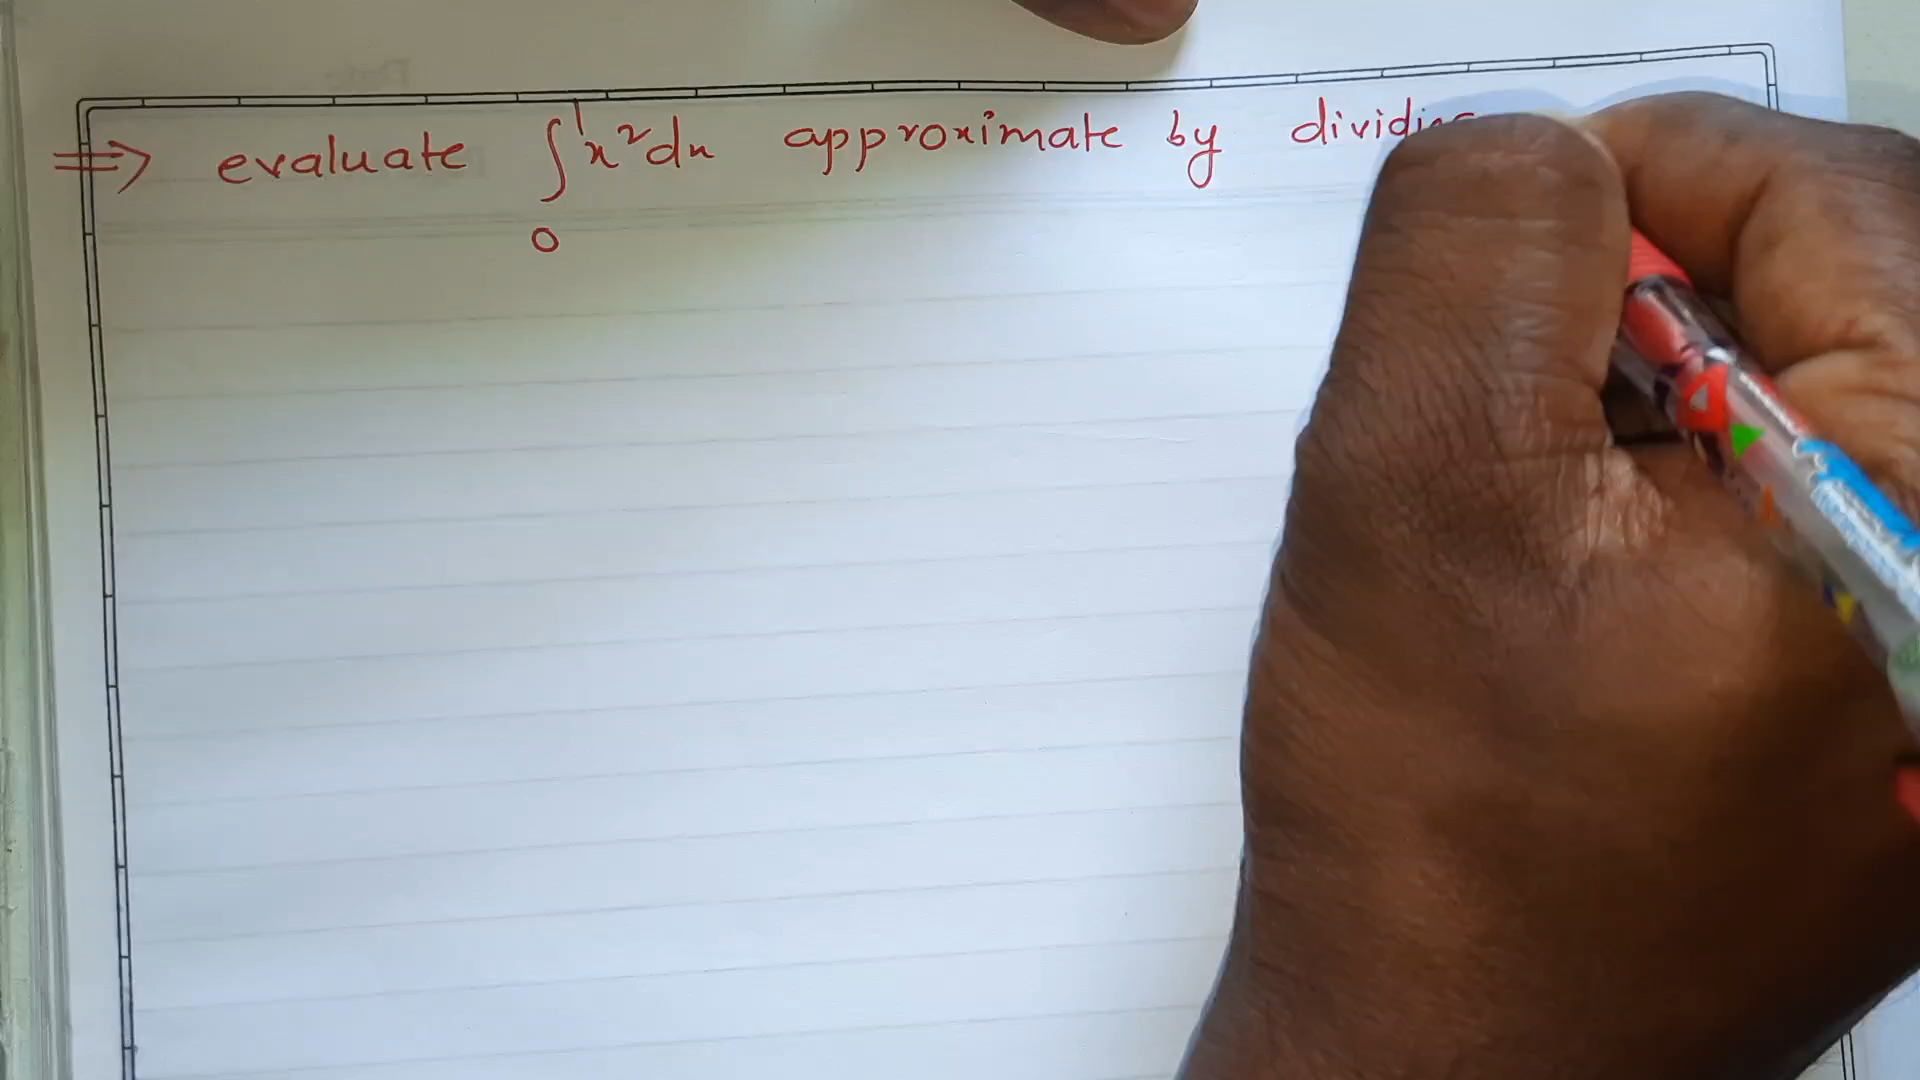 ⇒ evaluate ∫₀¹ x²dx approximate by